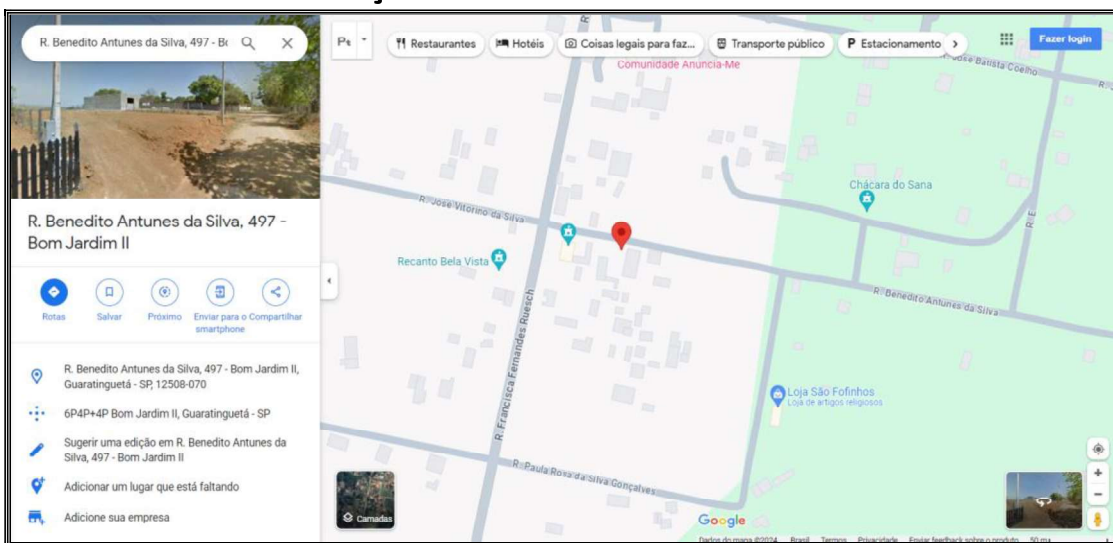 R. Benedito Antunes da Silva, 497 - Bo
Restaurantes
Hotéis
Coisas legais para faz...
Transporte público
P Estacionamento
Fazer login
R. Benedito Antunes da Silva, 497 -
Bom Jardim II
Rotas
Salvar
Próximo
Enviar para o
smartphone
Compartilhar
R. Benedito Antunes da Silva, 497 - Bom Jardim II,
Guaratinguetá - SP, 12508-070
6P4P+4P Bom Jardim II, Guaratinguetá - SP
Sugerir uma edição em R. Benedito Antunes da
Silva, 497 - Bom Jardim II
Adicionar um lugar que está faltando
Adicione sua empresa
Comunidade Anuncia-Me
José Batista Coelho
Chácara do Sana
R. E
R. José Vitorino da Silva
Recanto Bela Vista
R. Benedito Antunes da Silva
R. Francisca Fernandes Ruesch
Loja São Fofinhos
Loja de artigos religiosos
R. Paula Rosa da Silva Gonçalves
Camadas
Google
Dados do mapa ©2024 Brasil Termos Privacidade Enviar feedback sobre o produto 50 m